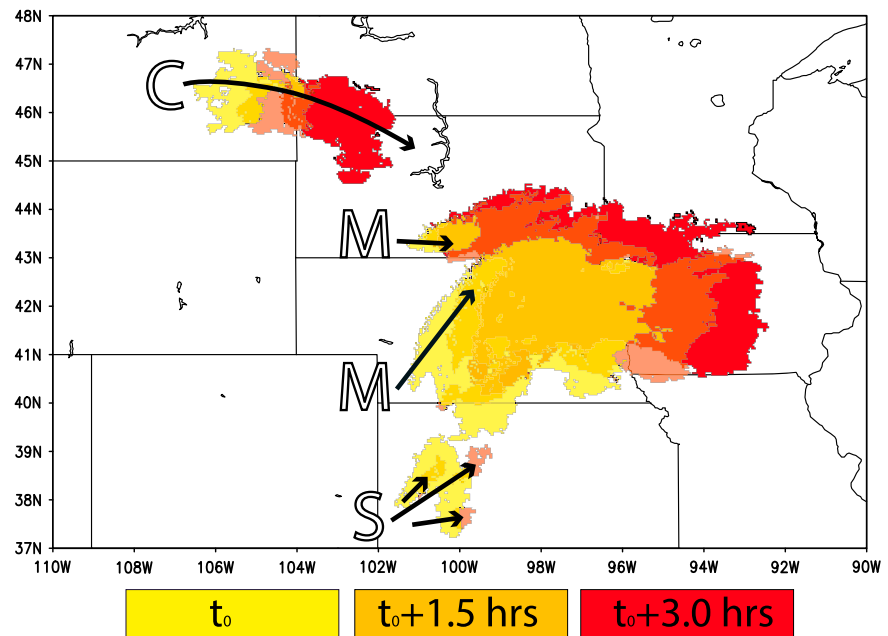 48N
47N
C
46N
45N
44N
M
43N
42N
41N
M
40N
39N
38N
S
37N
110W 108W 106W 104W 102W 100W 98W 96W 94W 92W 90W
t₀ t₀+1.5 hrs t₀+3.0 hrs